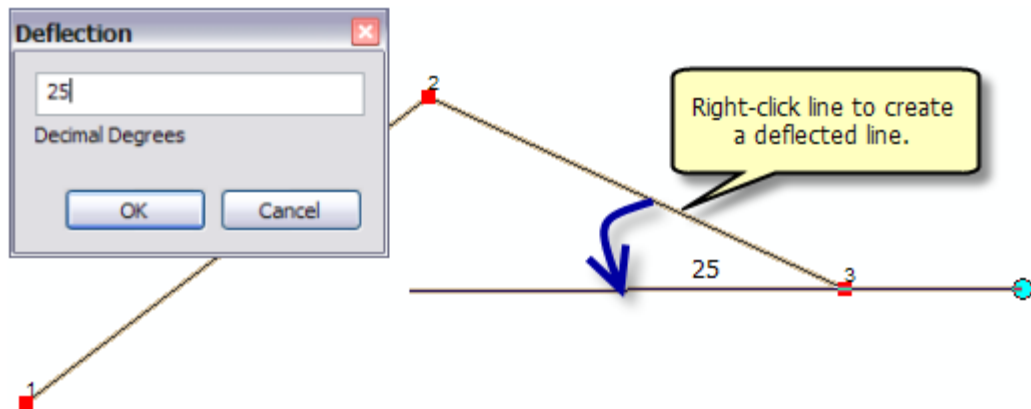 Deflection
25
Decimal Degrees
OK
Cancel
2
Right-click line to create
a deflected line.
25
3
1